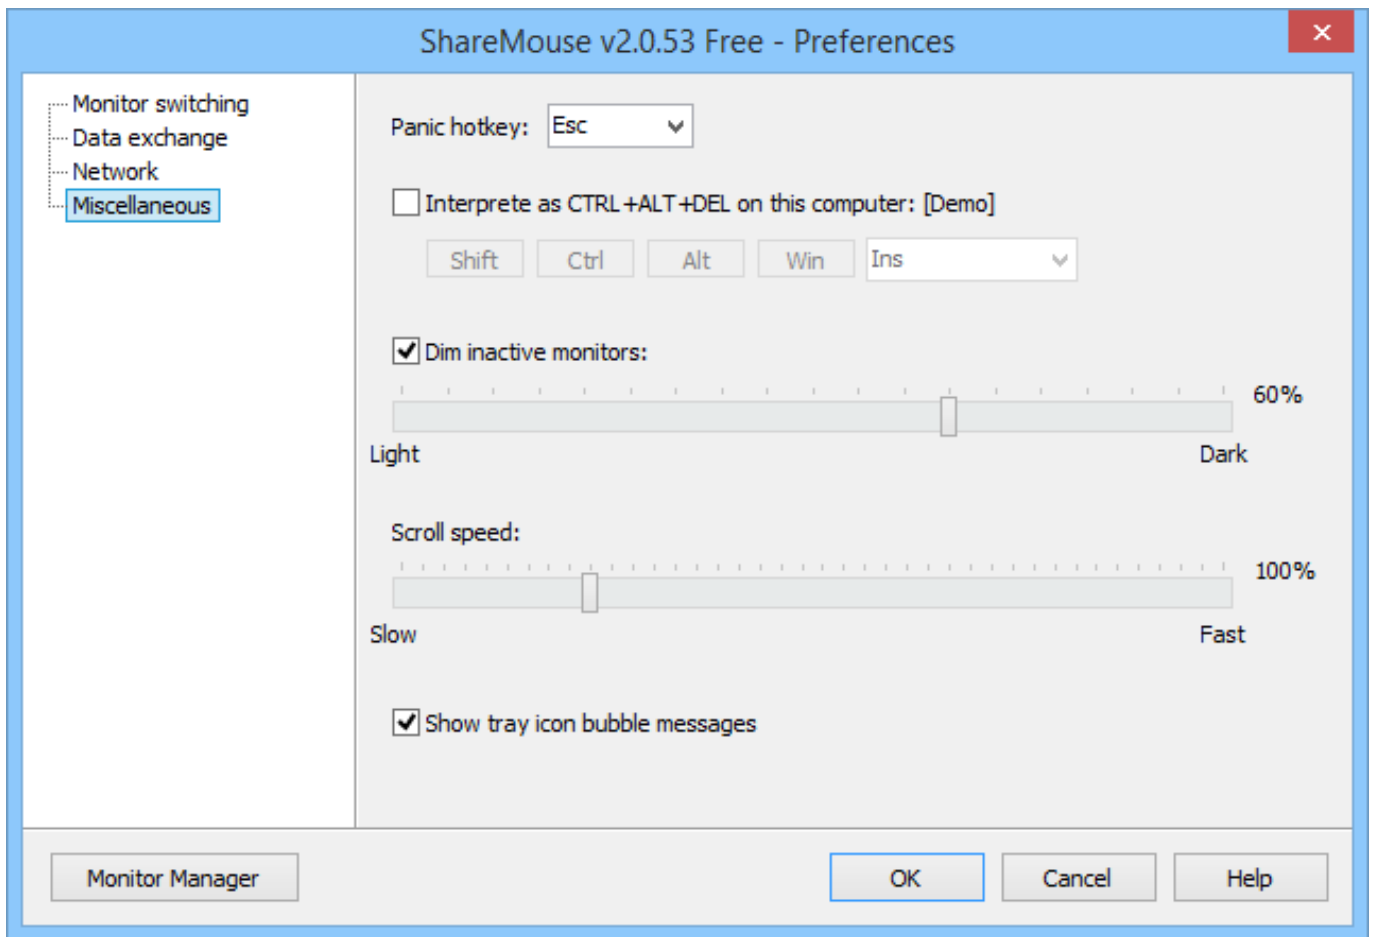 ShareMouse v2.0.53 Free - Preferences
Monitor switching
Data exchange
Network
Miscellaneous
Panic hotkey: Esc
Interprete as CTRL+ALT+DEL on this computer: [Demo]
Shift Ctrl Alt Win Ins
Dim inactive monitors:
60%
Light Dark
Scroll speed:
100%
Slow Fast
Show tray icon bubble messages
Monitor Manager OK Cancel Help